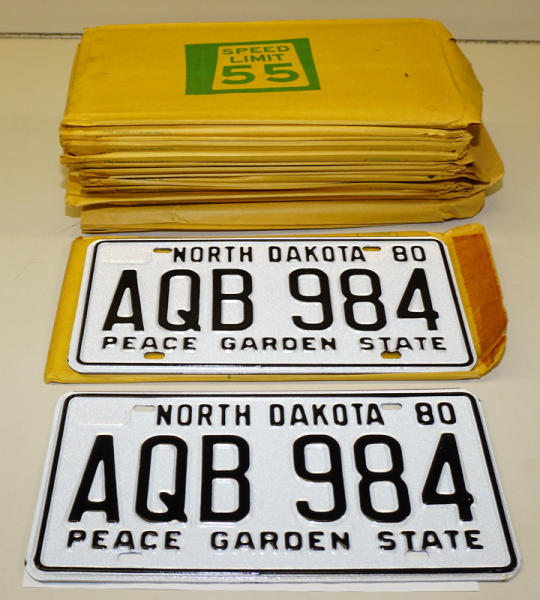 SPEED
LIMIT
55
NORTH DAKOTA 80
AQB 984
PEACE GARDEN STATE
NORTH DAKOTA 80
AQB 984
PEACE GARDEN STATE